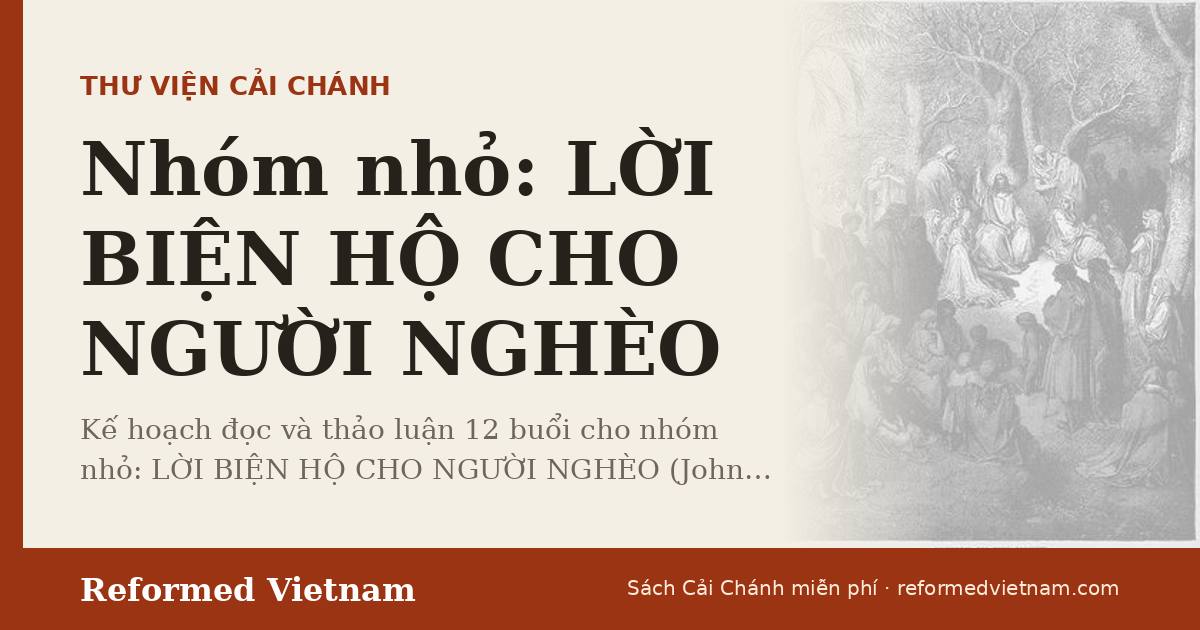 THƯ VIỆN CẢI CHÁNH
Nhóm nhỏ: LỜI
BIỆN HỘ CHO
NGƯỜI NGHÈO
Kế hoạch đọc và thảo luận 12 buổi cho nhóm
nhỏ: LỜI BIỆN HỘ CHO NGƯỜI NGHÈO (John...
Reformed Vietnam
Sách Cải Chánh miễn phí · reformedvietnam.com